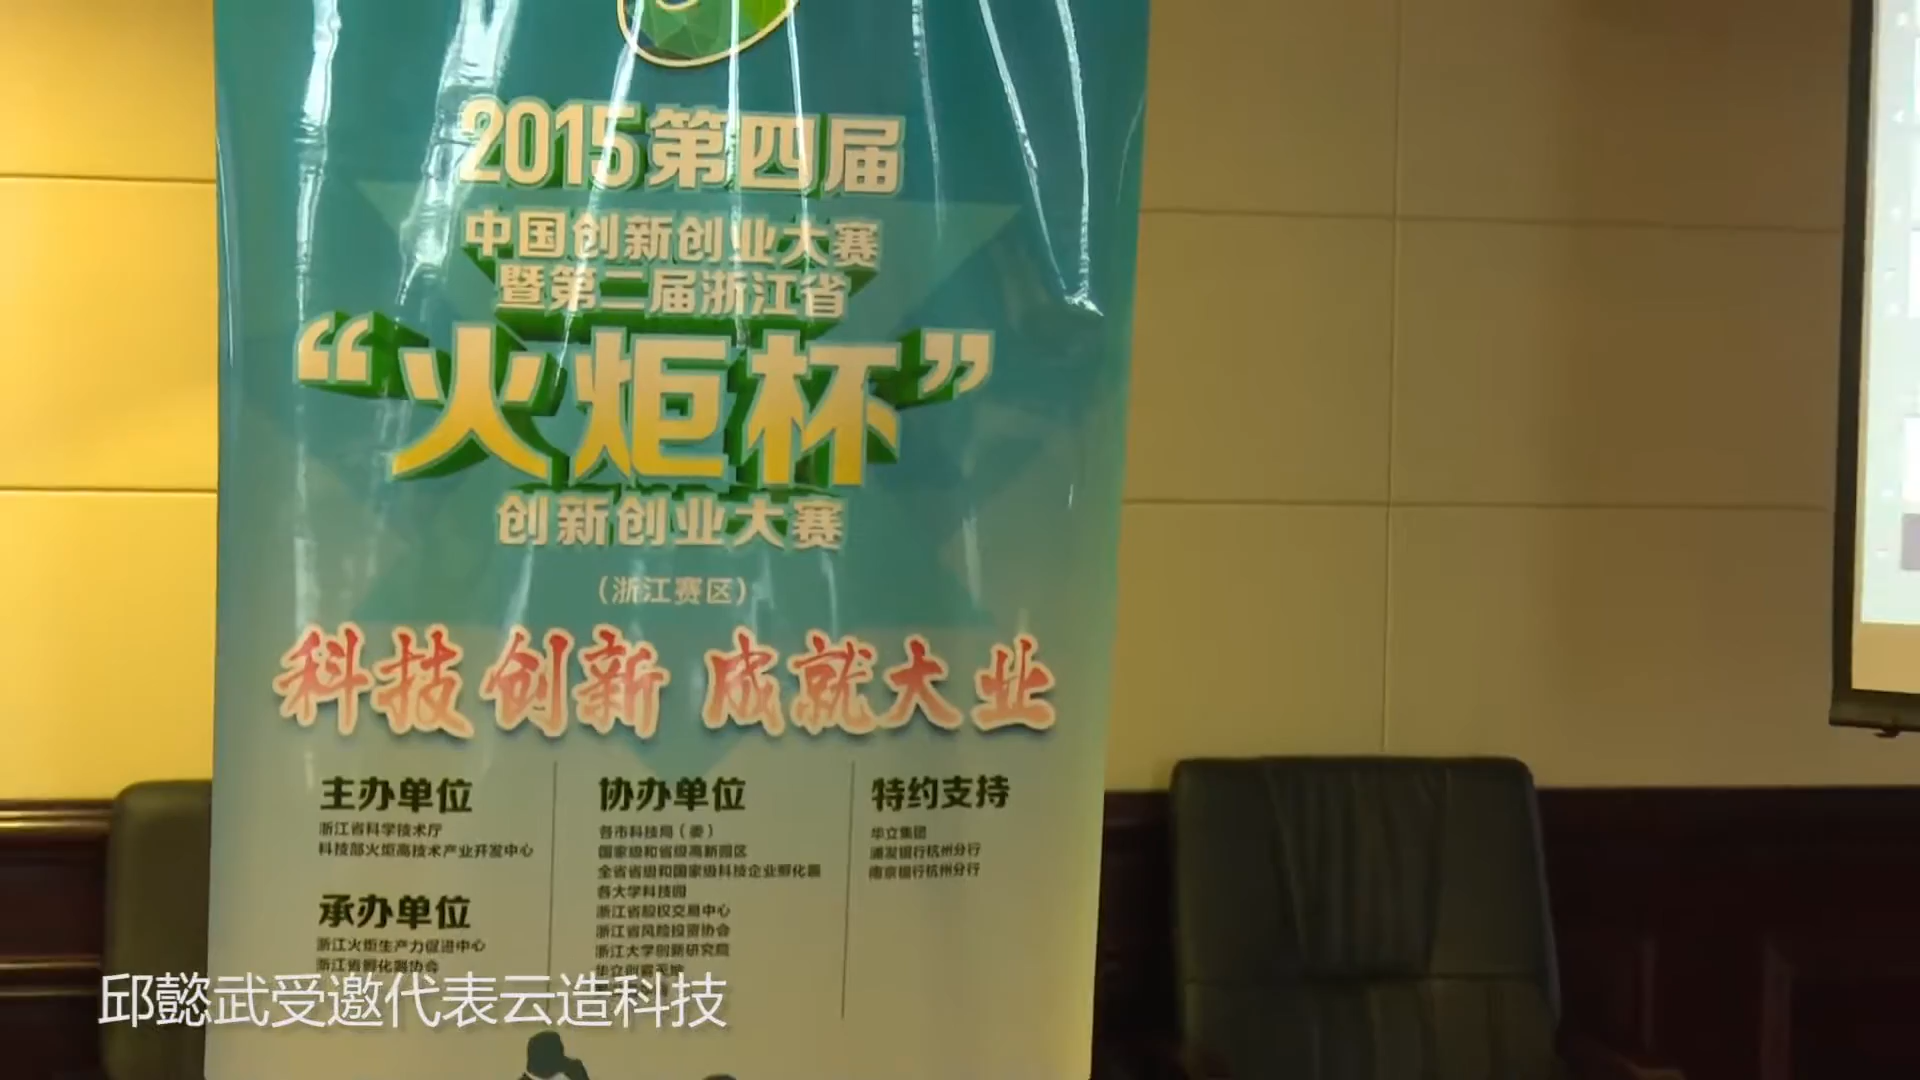 2015第四届
中国创新创业大赛
暨第二届浙江省
“火炬杯”
创新创业大赛
（浙江赛区）
科技创新 成就大业
主办单位
浙江省科学技术厅
科技部火炬高技术产业开发中心
承办单位
浙江火炬生产力促进中心
浙江省孵化器协会
协办单位
各市科技局（委）
国家级和省级高新园区
全省省级和国家级科技企业孵化器
各大学科技园
浙江省股权交易中心
浙江省风险投资协会
浙江大学创新研究院
特约支持
华立集团
浦发银行杭州分行
南京银行杭州分行
邱懿武受邀代表云造科技